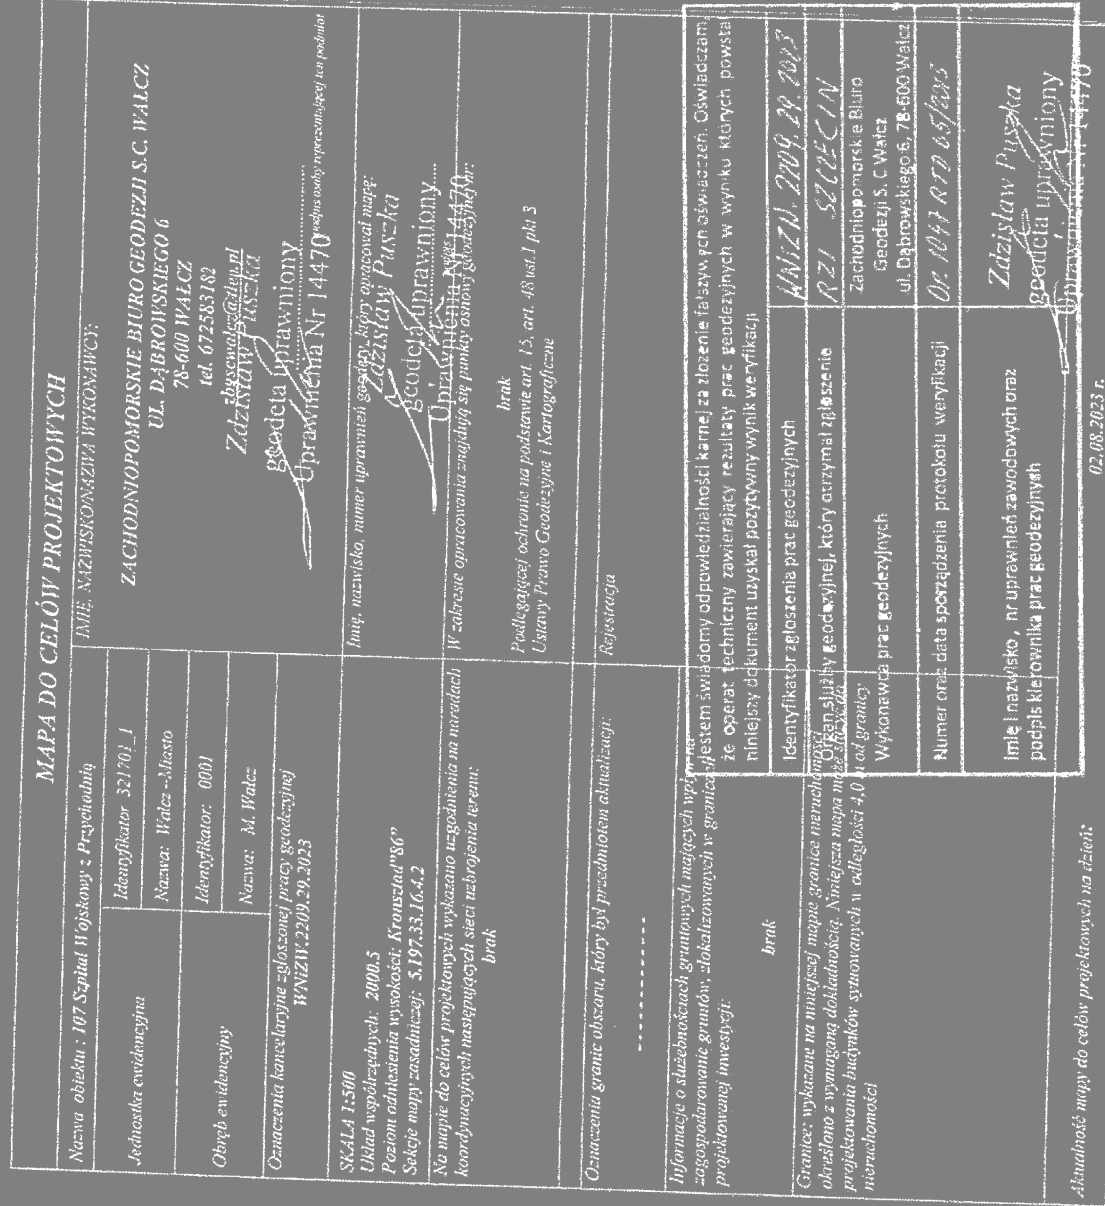 MAPA DO CELÓW PROJEKTOWYCH
Nazwa obiektu : 107 Szpital Wojskowy z Przychodnią
IMIĘ, NAZWISKO/NAZWA WYKONAWCY:
Jednostka ewidencyjna
Identyfikator 321701_1
Nazwa: Wałcz -Miasto
Obręb ewidencyjny
Identyfikator: 0001
Nazwa: M. Wałcz
ZACHODNIOPOMORSKIE BIURO GEODEZJI S.C. WAŁCZ
UL. DĄBROWSKIEGO 6
78-600 WAŁCZ
tel. 672583182
Zdzisław Puszka
geodeta uprawniony
Uprawnienia Nr 14470
podpis osoby reprezentującej ten podmiot
Oznaczenia kancelaryjne zgłoszonej pracy geodezyjnej
WNiZW.2209.29.2023
SKALA 1:500
Układ współrzędnych: 2000.5
Poziom odniesienia wysokości: Kronsztad"86"
Sekcje mapy zasadniczej: 5.197.33.16.4.2
Imię, nazwisko, numer uprawnień geodety, który opracował mapę:
Zdzisław Puszka
geodeta uprawniony
Uprawnienia Nr 14470
Na mapie do celów projektowych wykazano uzgodnienia na naradach
koordynacyjnych następujących sieci uzbrojenia terenu:
brak
W zakresie opracowania znajdują się punkty osnowy geodezyjnej
brak
Podlegającej ochronie na podstawie art. 15, art. 48ust.1 pkt 3
Ustawy Prawo Geodezyjne i Kartograficzne
Oznaczenia granic obszaru, który był przedmiotem aktualizacji:
----------
Rejestracja
Informacje o służebnościach gruntowych mających
zagospodarowanie gruntów, zlokalizowanych w granicach
projektowanej inwestycji:
brak
Granice; wykazane na niniejszej mapie granice nieruchomości
określono z wymaganą dokładnością. Niniejsza mapa może służyć do
projektowania budynków sytuowanych w odległości 4,0 m od granicy
nieruchomości
Jestem świadomy odpowiedzialności karnej za złożenie fałszywych oświadczeń. Oświadczam,
że operat techniczny zawierający rezultaty prac geodezyjnych w wyniku których powstał
niniejszy dokument uzyskał pozytywny wynik weryfikacji
Identyfikator zgłoszenia prac geodezyjnych
WNiZN. 2209. 29. 2023
Organ służby geodezyjnej, który otrzymał zgłoszenie
RZI SZCZECIN
Wykonawca prac geodezyjnych
Zachodniopomorskie Biuro
Geodezji S. C Wałcz
ul. Dąbrowskiego 6, 78-600 Wałcz
Numer oraz data sporządzenia protokołu weryfikacji
Imię i nazwisko , nr uprawnień zawodowych oraz
podpis kierownika prac geodezyjnych
Zdzisław Puszka
geodeta uprawniony
Uprawnienia Nr 14470
Aktualność mapy do celów projektowych na dzień:
02.08.2023 r.